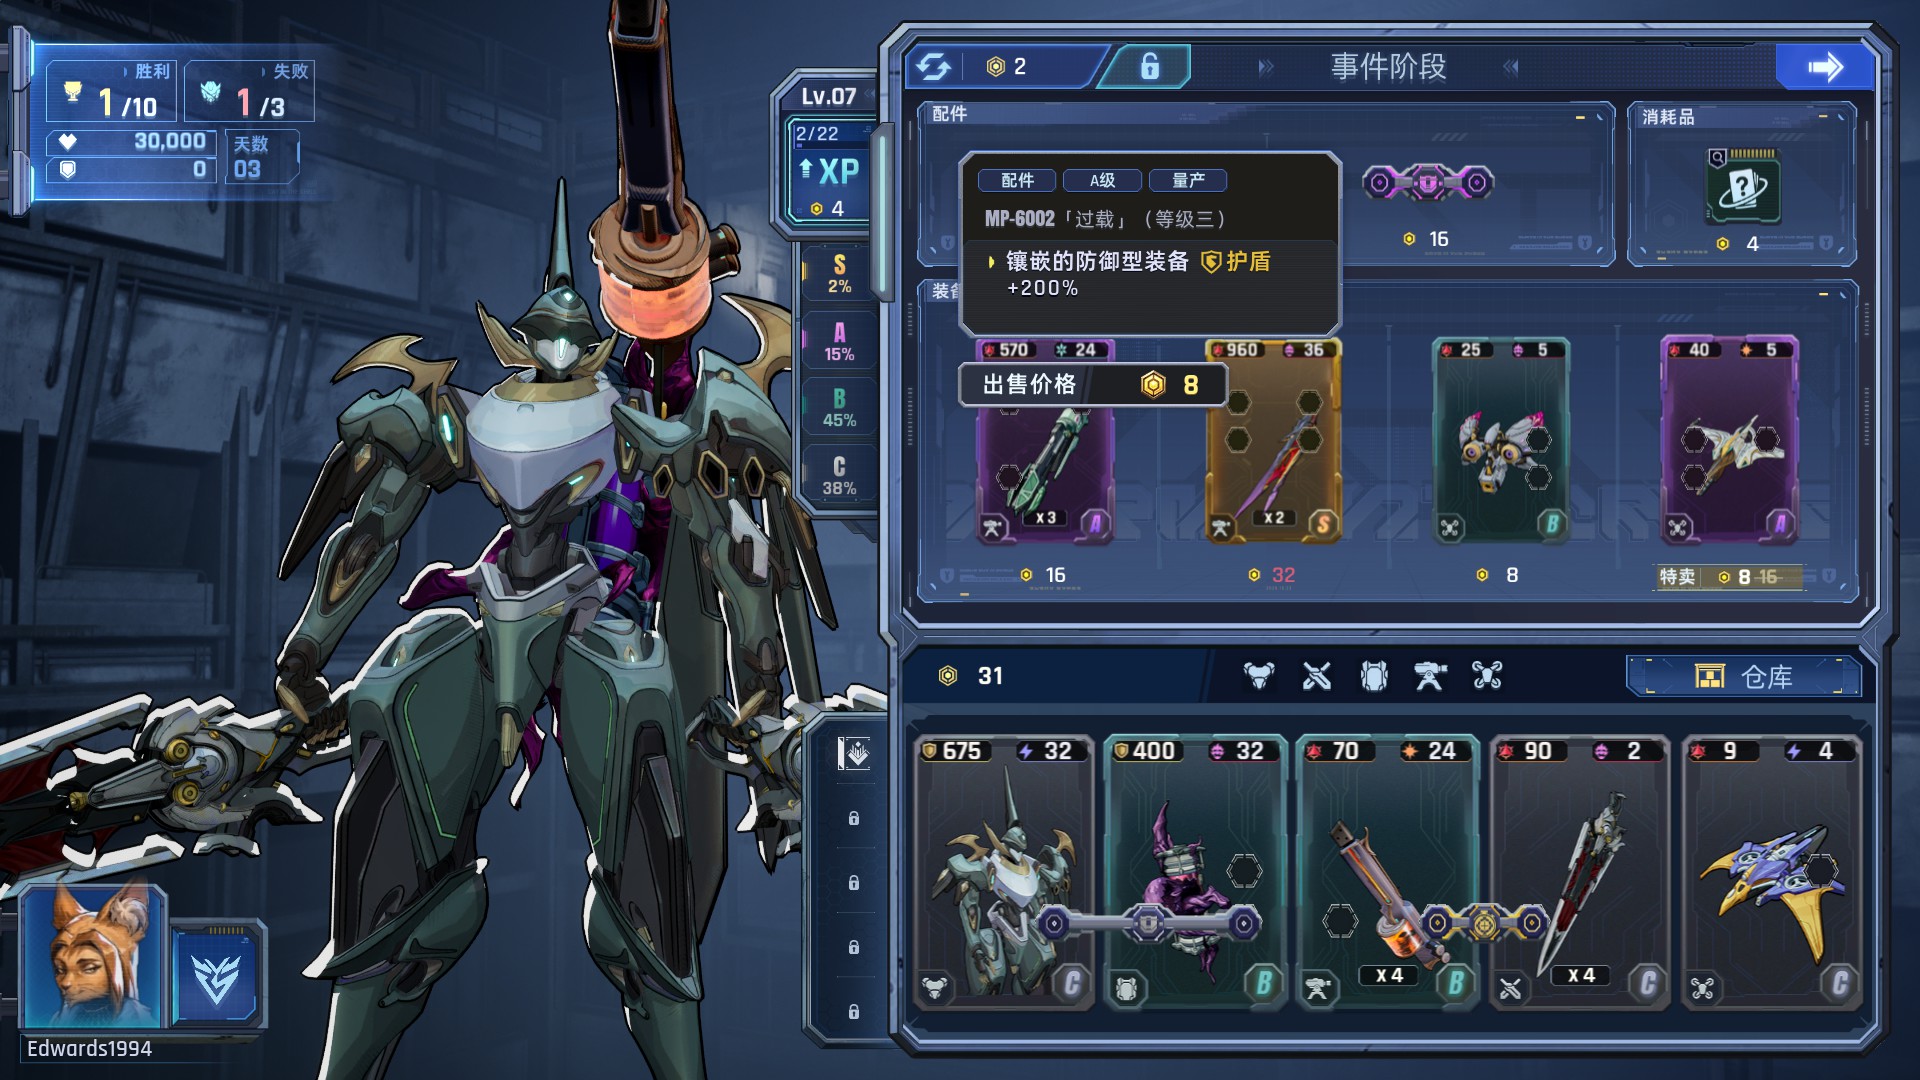 胜利
1/10
失败
1/3
30,000
0
天数
03
Lv.07
2/22
XP
4
S
2%
A
15%
B
45%
C
38%
2
事件阶段
配件
消耗品
配件 A级 量产
MP-6002「过载」（等级三）
镶嵌的防御型装备 护盾
+200%
出售价格 8
16
4
装备
570 24
x3
A
16
960 36
x2
S
32
25 5
B
8
40 5
A
特卖 8 16
31
仓库
675 32
C
400 32
B
70 24
x4
B
90 2
x4
C
9 4
C
Edwards1994